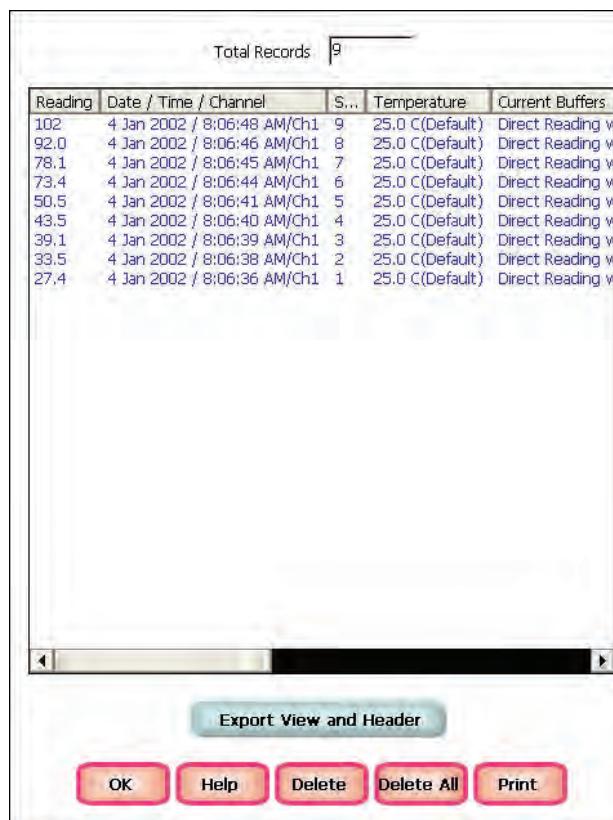 Total Records 9
Reading Date / Time / Channel S... Temperature Current Buffers
102 4 Jan 2002 / 8:06:48 AM/Ch1 9 25.0 C(Default) Direct Reading
92.0 4 Jan 2002 / 8:06:46 AM/Ch1 8 25.0 C(Default) Direct Reading
78.1 4 Jan 2002 / 8:06:45 AM/Ch1 7 25.0 C(Default) Direct Reading
73.4 4 Jan 2002 / 8:06:44 AM/Ch1 6 25.0 C(Default) Direct Reading
50.5 4 Jan 2002 / 8:06:41 AM/Ch1 5 25.0 C(Default) Direct Reading
43.5 4 Jan 2002 / 8:06:40 AM/Ch1 4 25.0 C(Default) Direct Reading
39.1 4 Jan 2002 / 8:06:39 AM/Ch1 3 25.0 C(Default) Direct Reading
33.5 4 Jan 2002 / 8:06:38 AM/Ch1 2 25.0 C(Default) Direct Reading
27.4 4 Jan 2002 / 8:06:36 AM/Ch1 1 25.0 C(Default) Direct Reading
Export View and Header
OK Help Delete Delete All Print